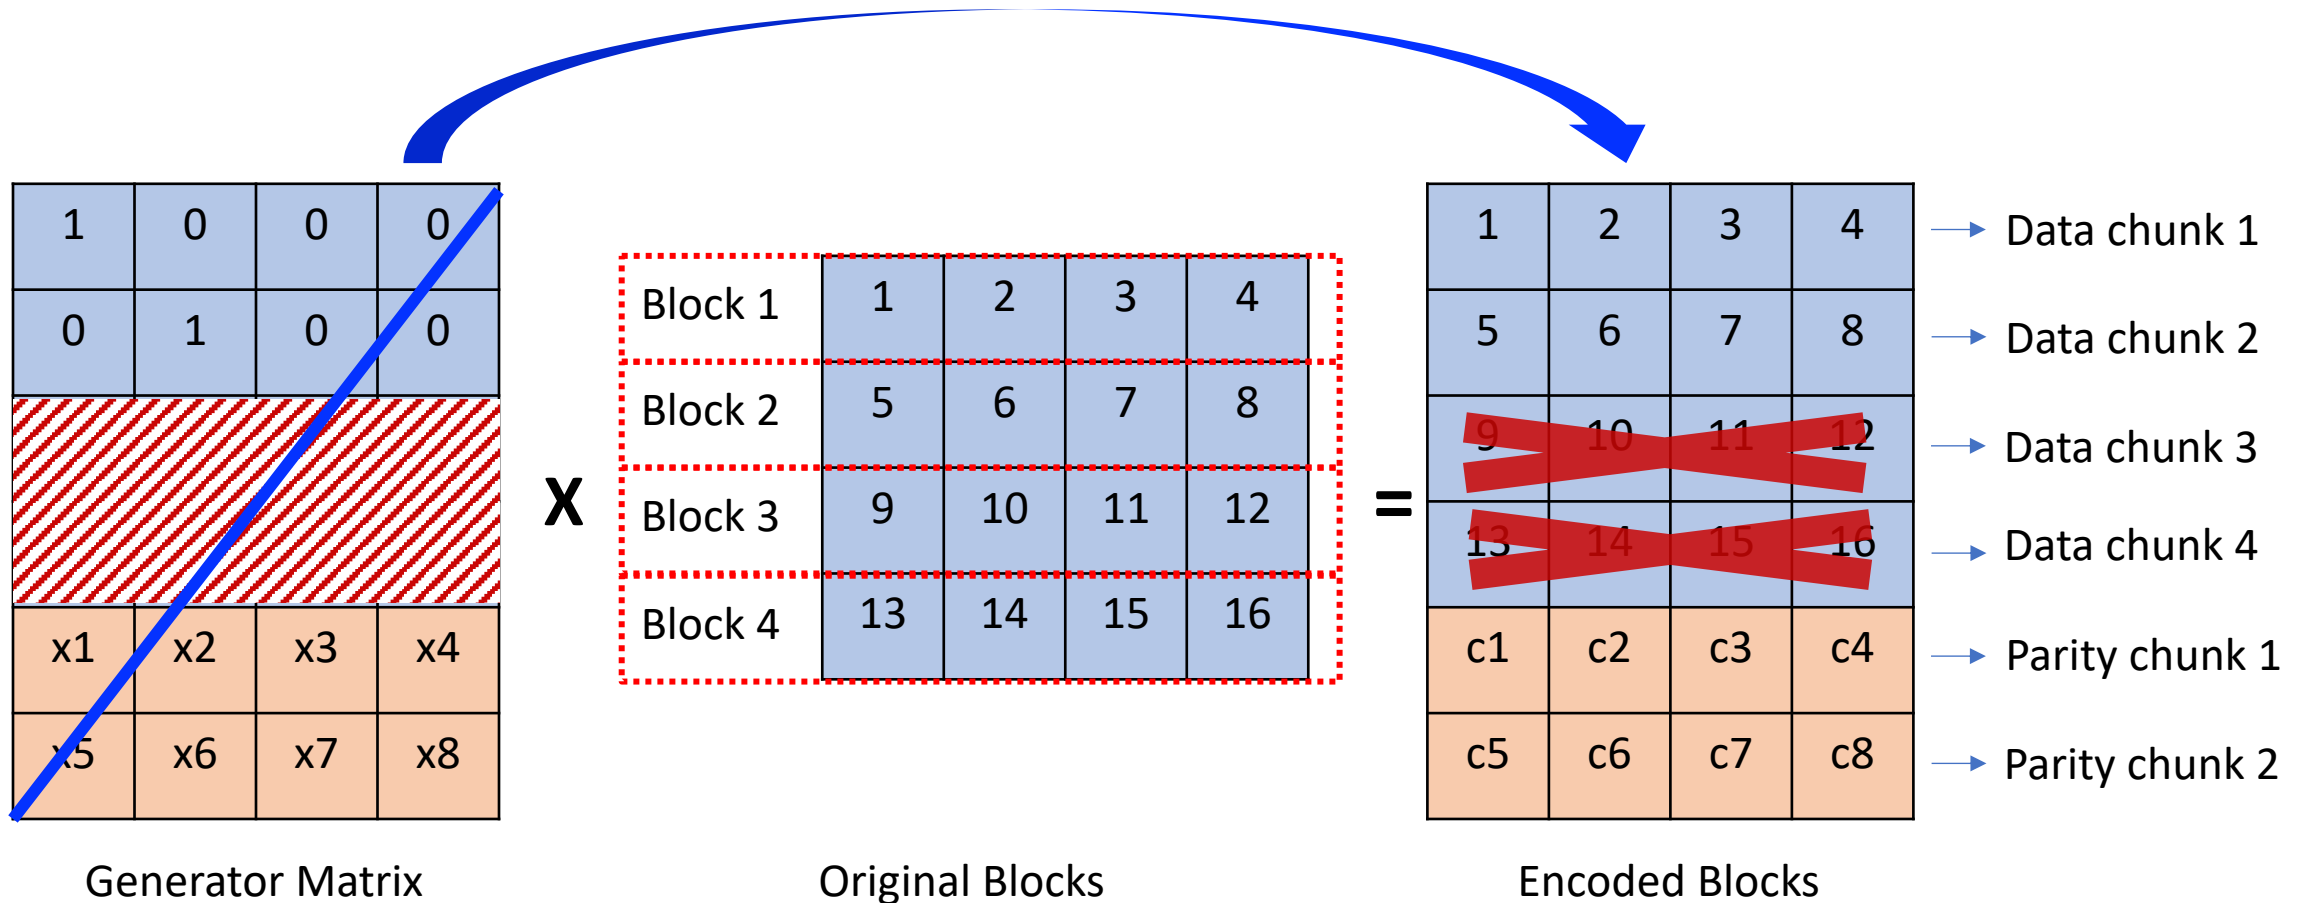 1 0 0 0
0 1 0 0
x1 x2 x3 x4
x5 x6 x7 x8
Generator Matrix
X
Block 1 1 2 3 4
Block 2 5 6 7 8
Block 3 9 10 11 12
Block 4 13 14 15 16
Original Blocks
=
1 2 3 4 Data chunk 1
5 6 7 8 Data chunk 2
9 10 11 12 Data chunk 3
13 14 15 16 Data chunk 4
c1 c2 c3 c4 Parity chunk 1
c5 c6 c7 c8 Parity chunk 2
Encoded Blocks